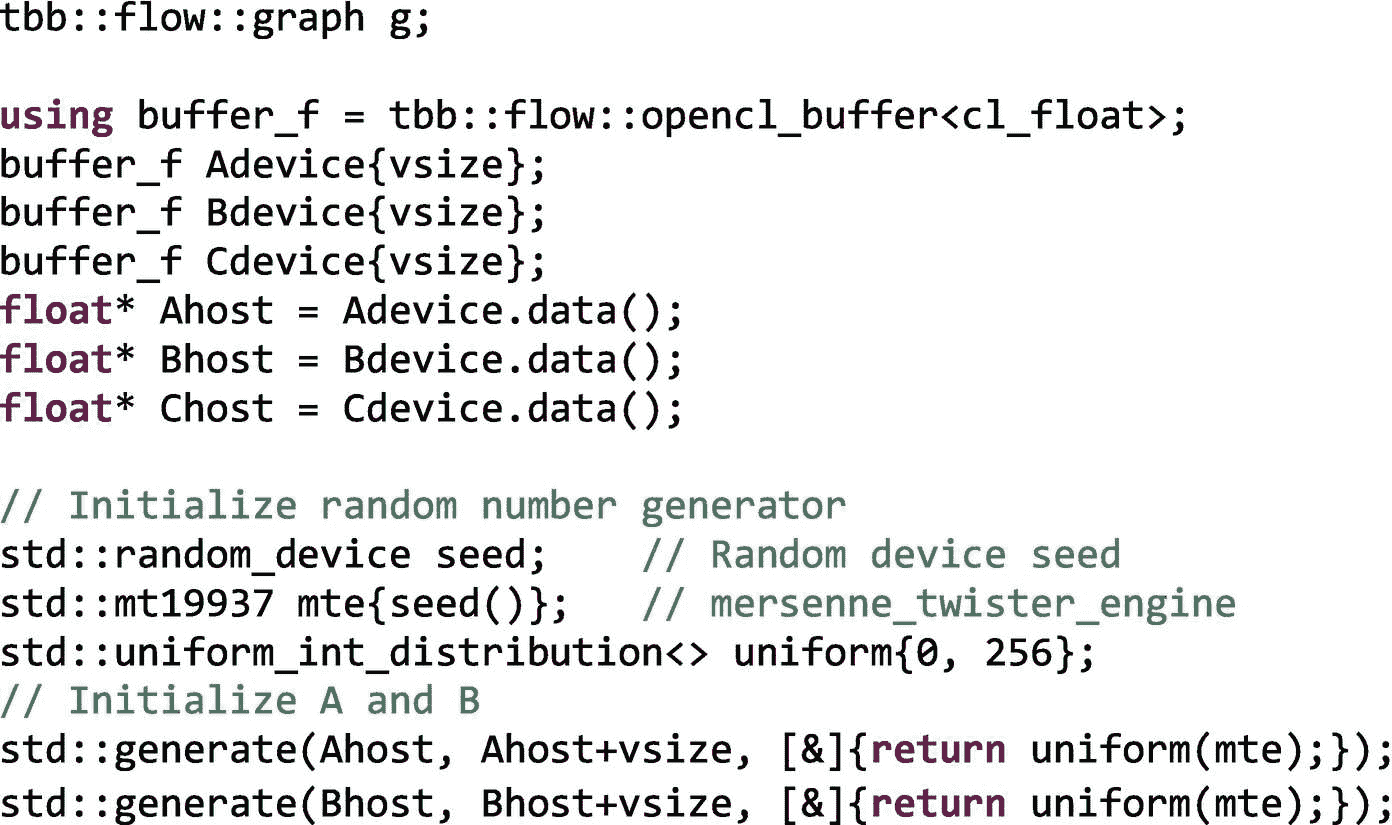 tbb::flow::graph g;
using buffer_f = tbb::flow::opencl_buffer<cl_float>;
buffer_f Adevice{vsize};
buffer_f Bdevice{vsize};
buffer_f Cdevice{vsize};
float* Ahost = Adevice.data();
float* Bhost = Bdevice.data();
float* Chost = Cdevice.data();
// Initialize random number generator
std::random_device seed;    // Random device seed
std::mt19937 mte{seed()};   // mersenne_twister_engine
std::uniform_int_distribution<> uniform{0, 256};
// Initialize A and B
std::generate(Ahost, Ahost+vsize, [&]{return uniform(mte);});
std::generate(Bhost, Bhost+vsize, [&]{return uniform(mte);});